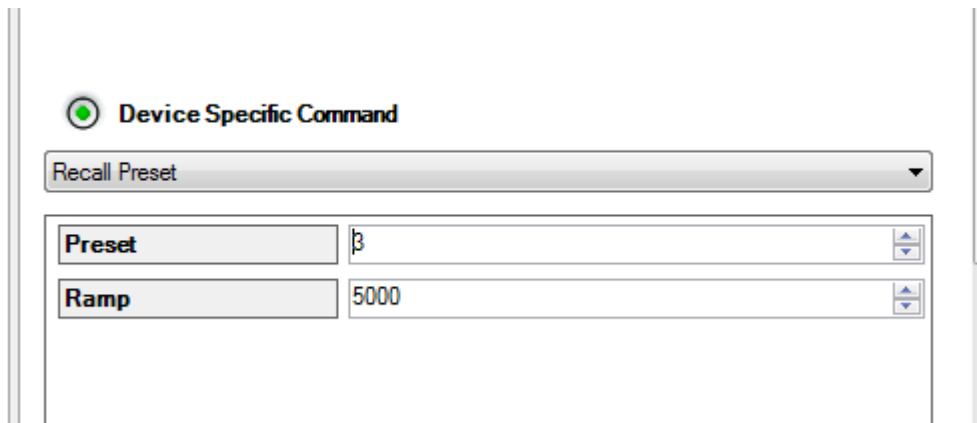 Device Specific Command
Recall Preset
Preset 3
Ramp 5000